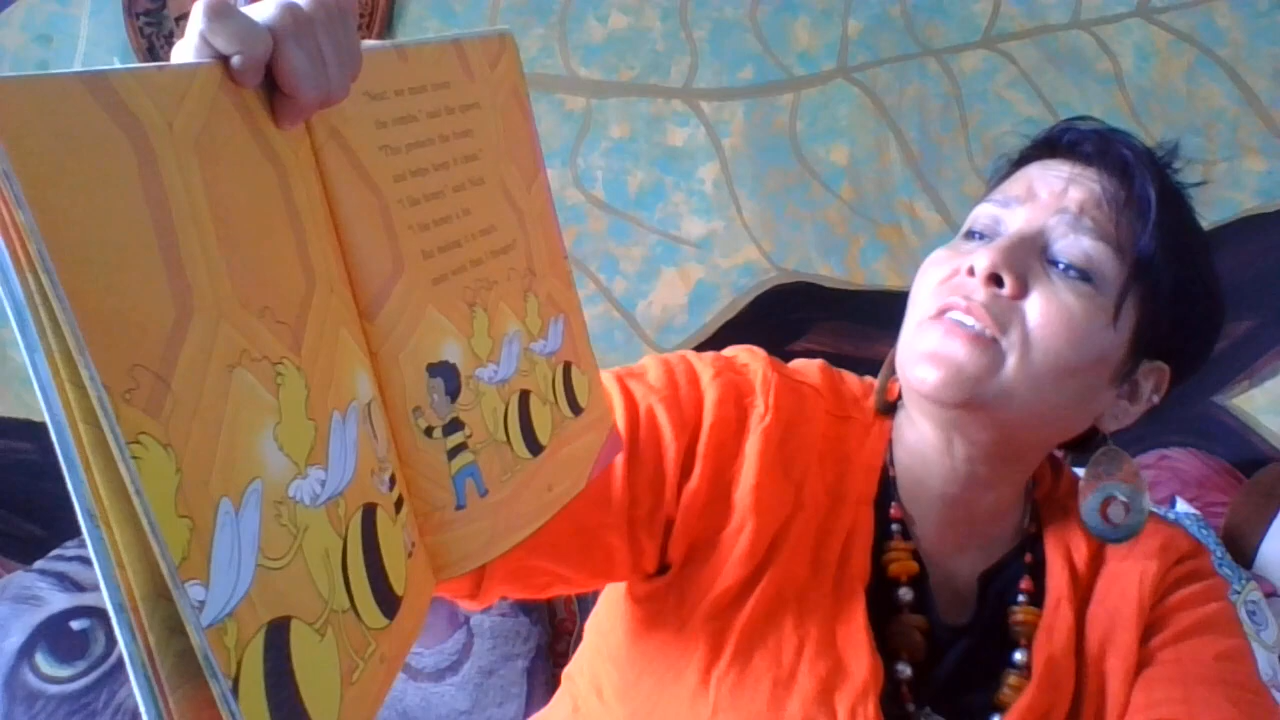 "Next, we must cover
the combs," said the queen.
"This protects the honey
and helps keep it clean."
"I like honey," said Nick.
"I like honey a lot.
But making it is much
more work than I thought!"